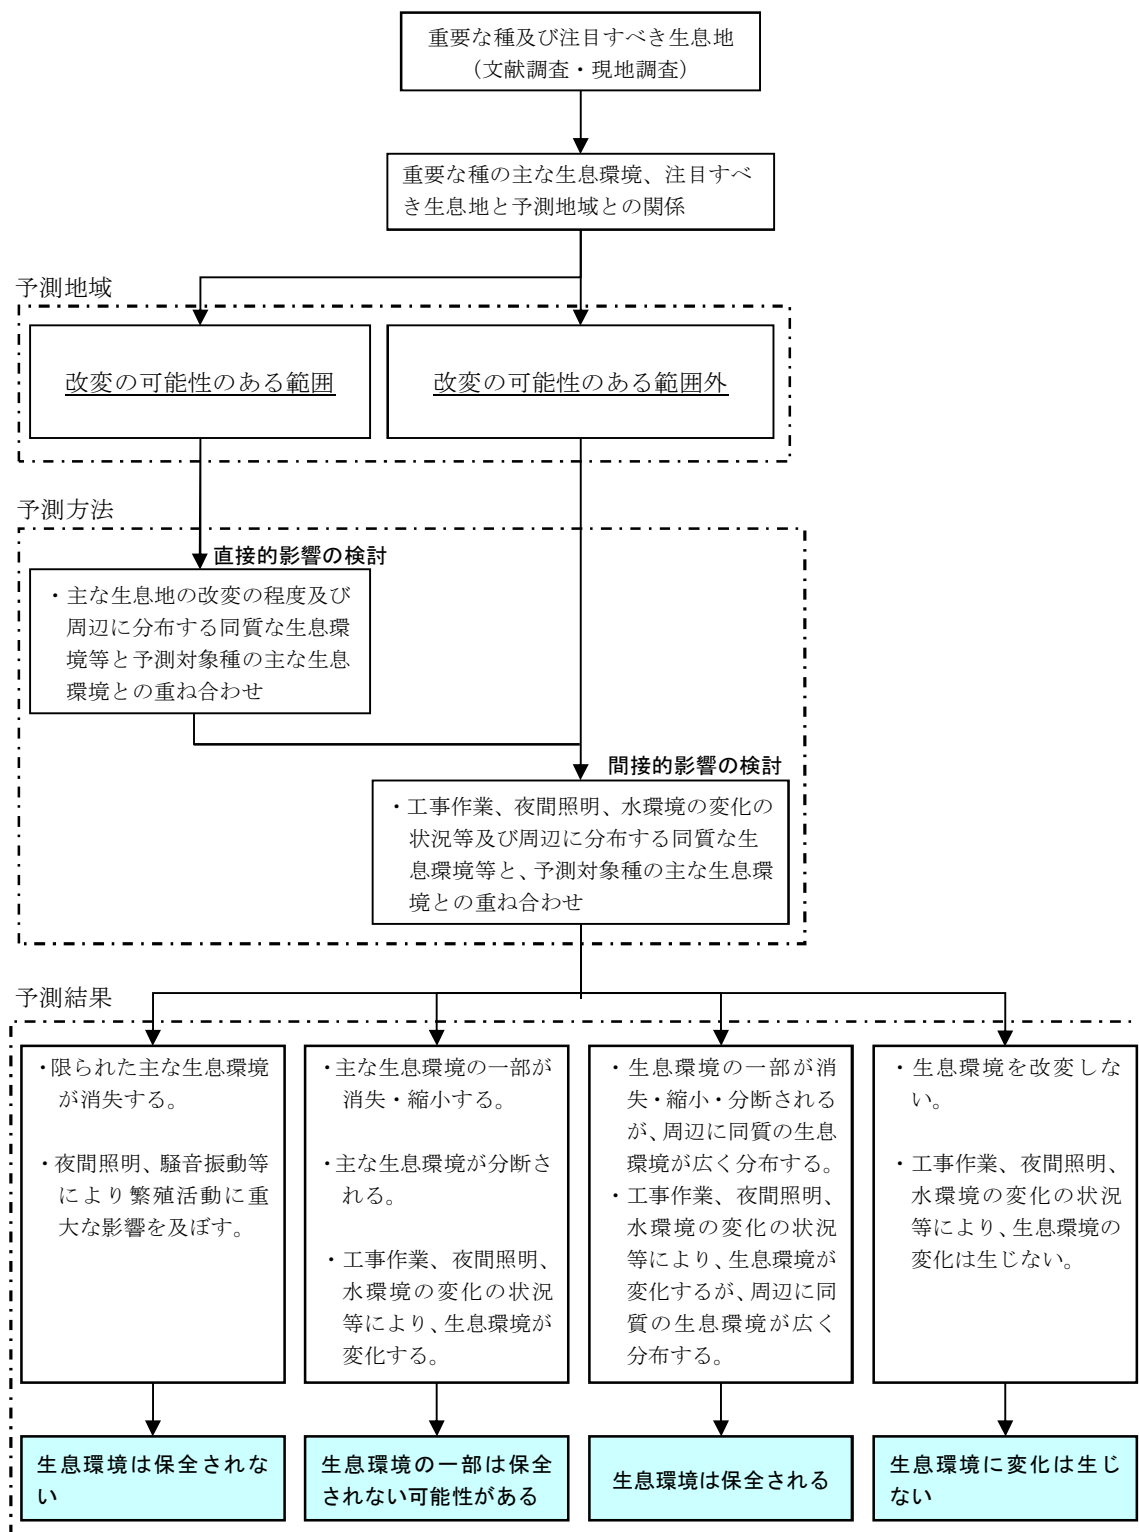 重要な種及び注目すべき生息地
（文献調査・現地調査）
重要な種の主な生息環境、注目すべ
き生息地と予測地域との関係
予測地域
改変の可能性のある範囲
改変の可能性のある範囲外
予測方法
直接的影響の検討
・主な生息地の改変の程度及び
周辺に分布する同質な生息環
境等と予測対象種の主な生息
環境との重ね合わせ
間接的影響の検討
・工事作業、夜間照明、水環境の変化の
状況等及び周辺に分布する同質な生
息環境等と、予測対象種の主な生息環
境との重ね合わせ
予測結果
・限られた主な生息環境
が消失する。
・夜間照明、騒音振動等
により繁殖活動に重
大な影響を及ぼす。
・主な生息環境の一部が
消失・縮小する。
・主な生息環境が分断さ
れる。
・工事作業、夜間照明、
水環境の変化の状況
等により、生息環境が
変化する。
・生息環境の一部が消
失・縮小・分断される
が、周辺に同質の生息
環境が広く分布する。
・工事作業、夜間照明、
水環境の変化の状況
等により、生息環境が
変化するが、周辺に同
質の生息環境が広く
分布する。
・生息環境を改変しな
い。
・工事作業、夜間照明、
水環境の変化の状況
等により、生息環境の
変化は生じない。
生息環境は保全されな
い
生息環境の一部は保全
されない可能性がある
生息環境は保全される
生息環境に変化は生じ
ない